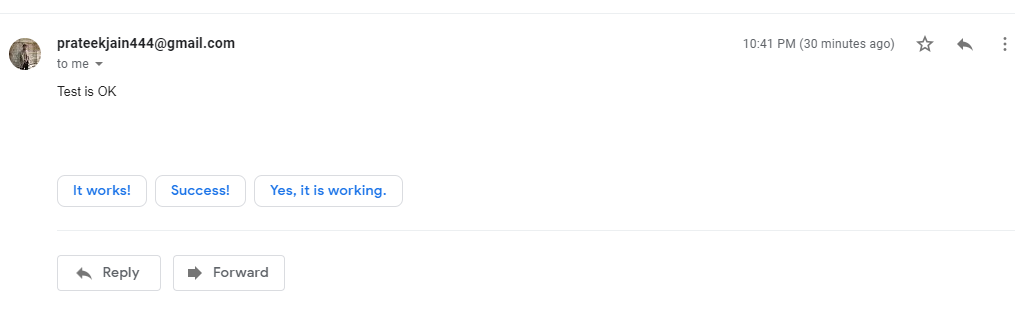 prateekjain444@gmail.com 10:41 PM (30 minutes ago)
to me
Test is OK
It works! Success! Yes, it is working.
Reply Forward